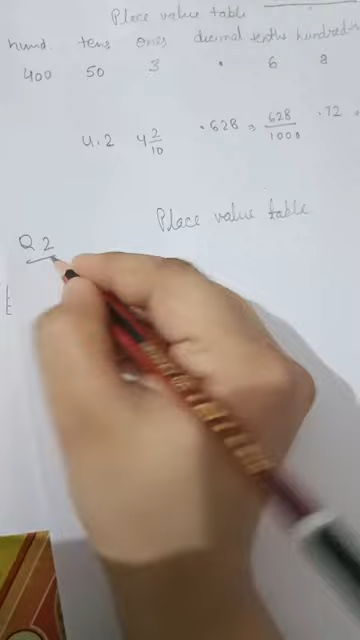 Place value table
hund. tens ones decimal tenths hundred
400 50 3 . 6 8
4.2 4 2/10 .628 = 628/1000 .72 =
Place value table
Q.2